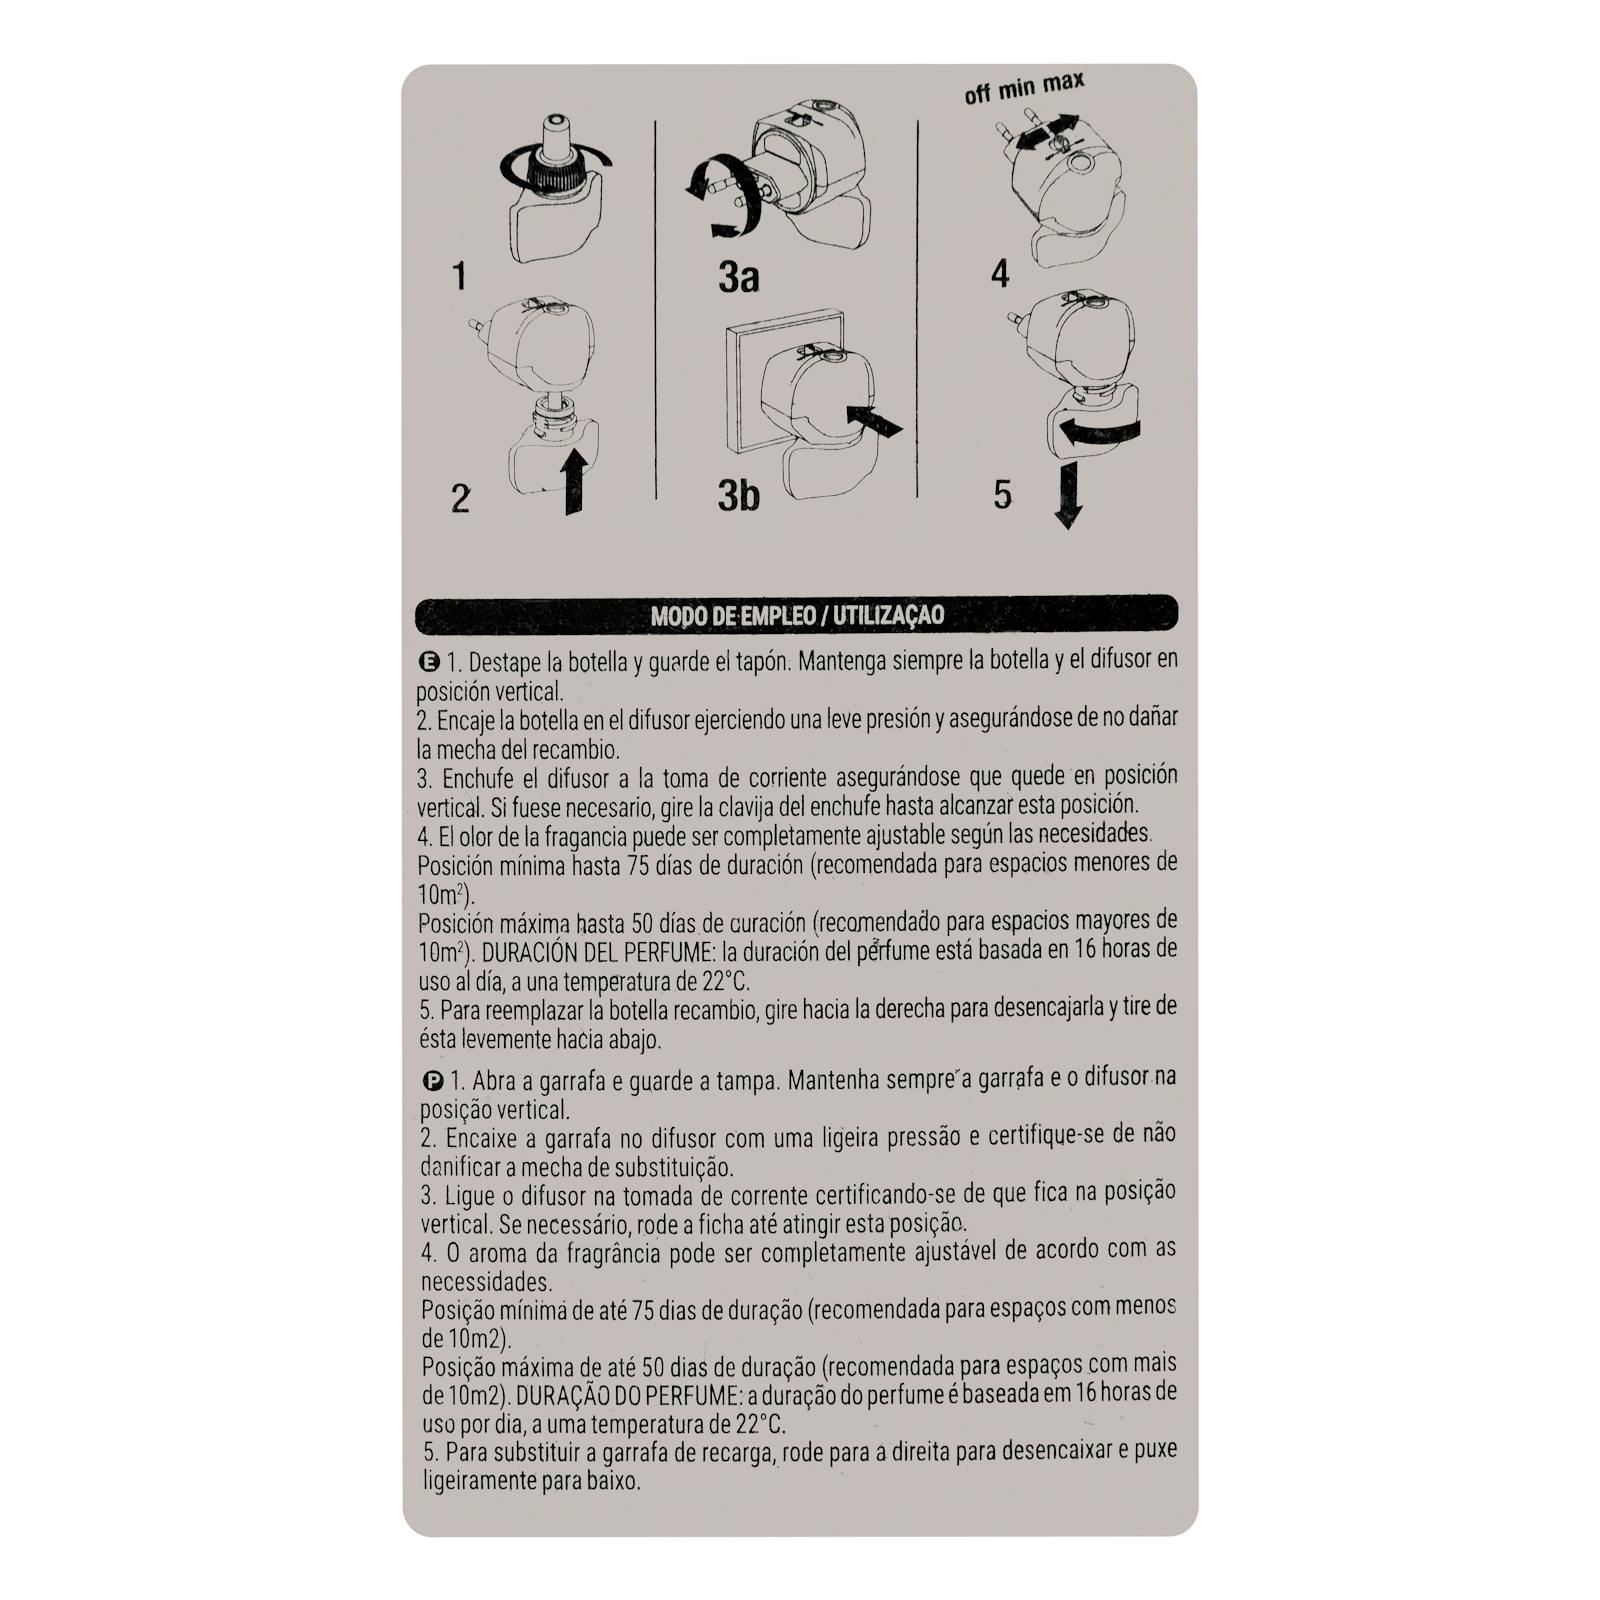 off min max
1
3a
4
2
3b
5
MODO DE EMPLEO / UTILIZAÇAO
E 1. Destape la botella y guarde el tapón. Mantenga siempre la botella y el difusor en
posición vertical.
2. Encaje la botella en el difusor ejerciendo una leve presión y asegurándose de no dañar
la mecha del recambio.
3. Enchufe el difusor a la toma de corriente asegurándose que quede en posición
vertical. Si fuese necesario, gire la clavija del enchufe hasta alcanzar esta posición.
4. El olor de la fragancia puede ser completamente ajustable según las necesidades.
Posición mínima hasta 75 días de duración (recomendada para espacios menores de
10m²).
Posición máxima hasta 50 días de duración (recomendado para espacios mayores de
10m²). DURACIÓN DEL PERFUME: la duración del perfume está basada en 16 horas de
uso al día, a una temperatura de 22°C.
5. Para reemplazar la botella recambio, gire hacia la derecha para desencajarla y tire de
ésta levemente hacia abajo.
P 1. Abra a garrafa e guarde a tampa. Mantenha sempre a garrafa e o difusor na
posição vertical.
2. Encaixe a garrafa no difusor com uma ligeira pressão e certifique-se de não
danificar a mecha de substituição.
3. Ligue o difusor na tomada de corrente certificando-se de que fica na posição
vertical. Se necessário, rode a ficha até atingir esta posição.
4. O aroma da fragrância pode ser completamente ajustável de acordo com as
necessidades.
Posição mínima de até 75 dias de duração (recomendada para espaços com menos
de 10m2).
Posição máxima de até 50 dias de duração (recomendada para espaços com mais
de 10m2). DURAÇÃO DO PERFUME: a duração do perfume é baseada em 16 horas de
uso por dia, a uma temperatura de 22°C.
5. Para substituir a garrafa de recarga, rode para a direita para desencaixar e puxe
ligeiramente para baixo.